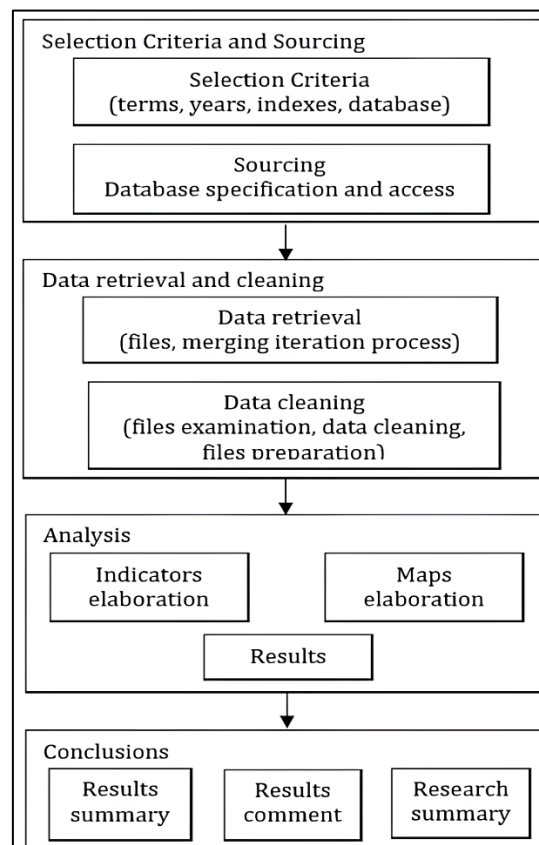 Selection Criteria and Sourcing
Selection Criteria
(terms, years, indexes, database)
Sourcing
Database specification and access
Data retrieval and cleaning
Data retrieval
(files, merging iteration process)
Data cleaning
(files examination, data cleaning,
files preparation)
Analysis
Indicators
elaboration
Maps
elaboration
Results
Conclusions
Results
summary
Results
comment
Research
summary